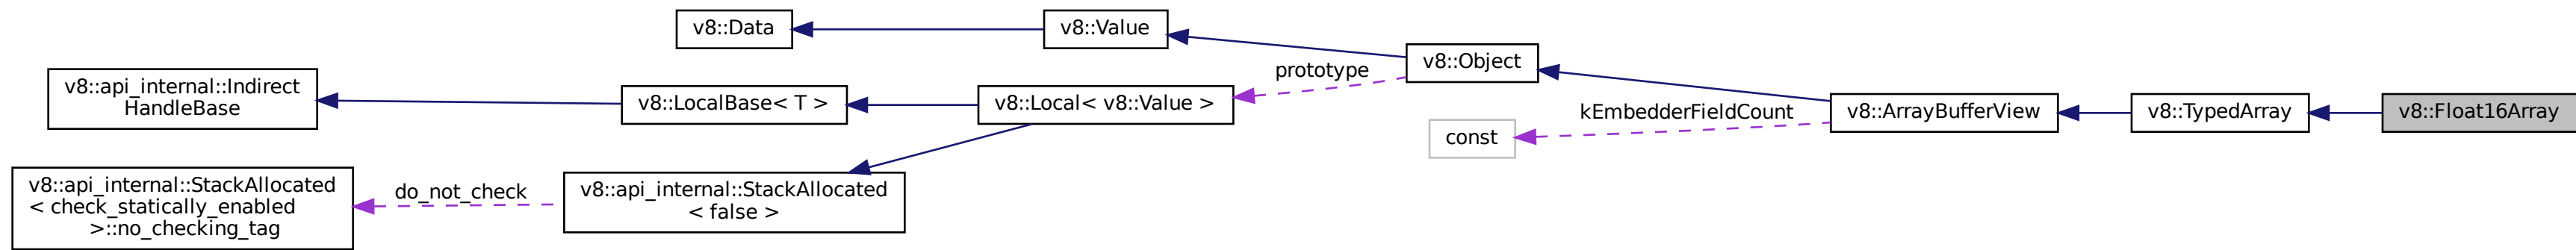 v8::Data
v8::Value
v8::Object
prototype
v8::api_internal::Indirect
HandleBase
v8::LocalBase< T >
v8::Local< v8::Value >
kEmbedderFieldCount
const
v8::ArrayBufferView
v8::TypedArray
v8::Float16Array
v8::api_internal::StackAllocated
< check_statically_enabled
>::no_checking_tag
do_not_check
v8::api_internal::StackAllocated
< false >